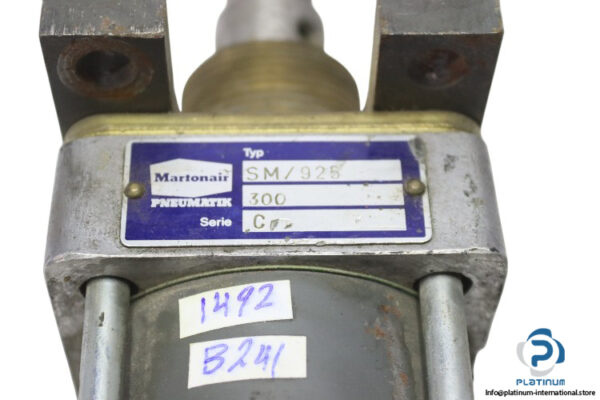 Typ
Martonair
SM/925
PNEUMATIK
300
Serie
C
1492
B241
PLATINUM
Info@platinum-international.store